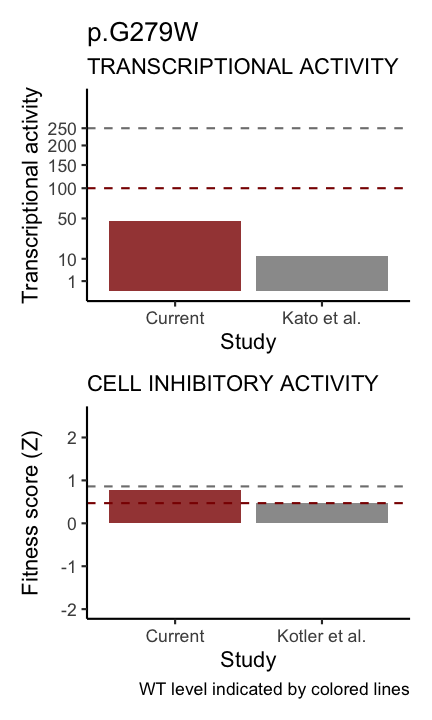 p.G279W
TRANSCRIPTIONAL ACTIVITY
Transcriptional activity
250
200
150
100
50
10
1
Current
Kato et al.
Study
CELL INHIBITORY ACTIVITY
Fitness score (Z)
2
1
0
-1
-2
Current
Kotler et al.
Study
WT level indicated by colored lines